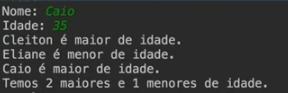 Nome: Caio
Idade: 35
Cleiton é maior de idade.
Eliane é menor de idade.
Caio é maior de idade.
Temos 2 maiores e 1 menores de idade.